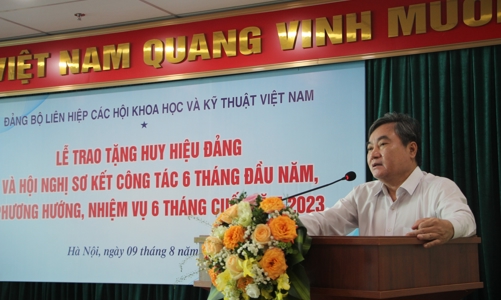 VIỆT NAM QUANG VINH MUÔ
ĐẢNG BỘ LIÊN HIỆP CÁC HỘI KHOA HỌC VÀ KỸ THUẬT VIỆT NAM
LỄ TRAO TẶNG HUY HIỆU ĐẢNG
VÀ HỘI NGHỊ SƠ KẾT CÔNG TÁC 6 THÁNG ĐẦU NĂM,
PHƯƠNG HƯỚNG, NHIỆM VỤ 6 THÁNG CUỐI NĂM 2023
Hà Nội, ngày 09 tháng 8